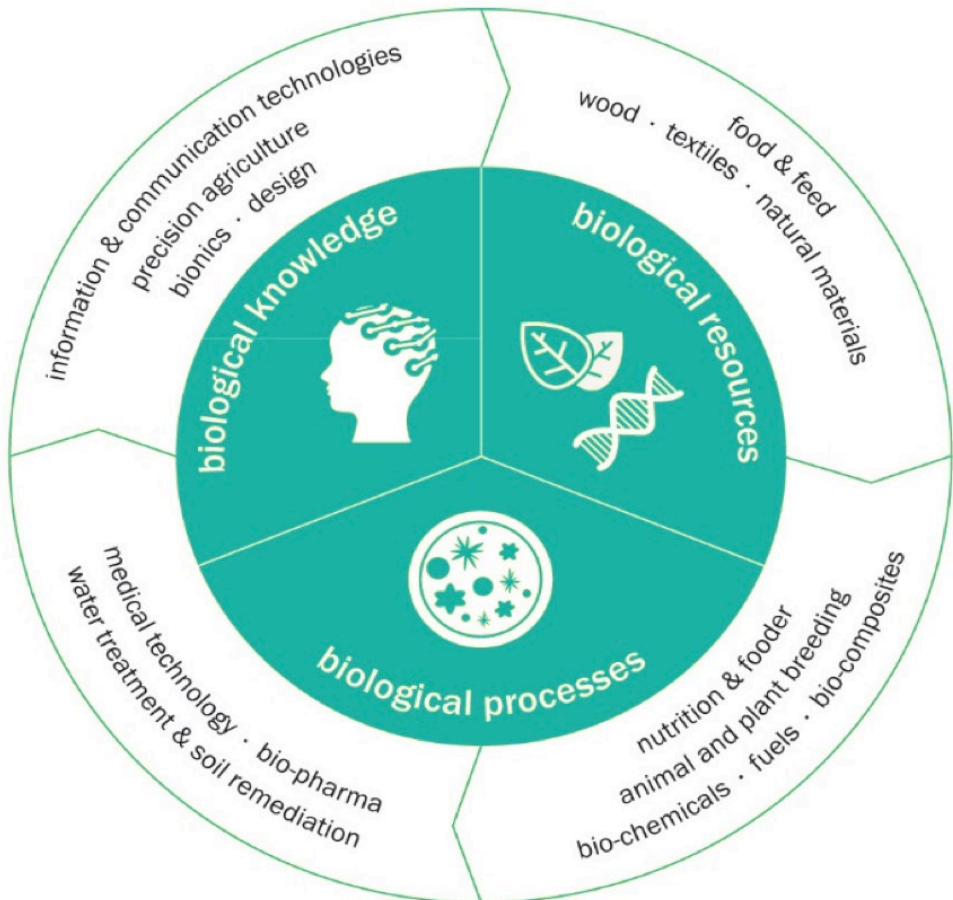 information & communication technologies
precision agriculture
bionics · design
food & feed
wood · textiles · natural materials
biological knowledge
biological resources
biological processes
medical technology · bio-pharma
water treatment & soil remediation
nutrition & fooder
animal and plant breeding
bio-chemicals · fuels · bio-composites